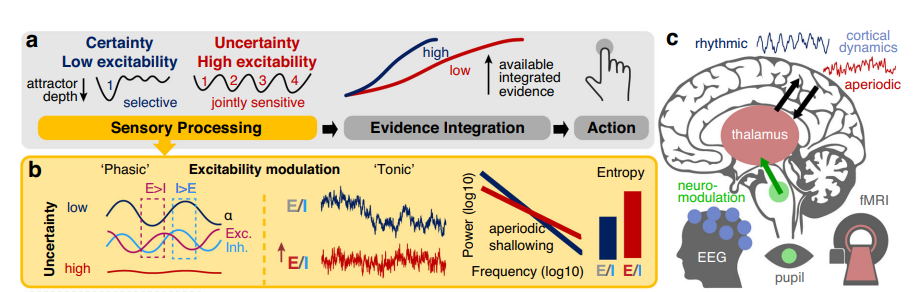 a
Certainty
Low excitability
Uncertainty
High excitability
attractor
depth
1
selective
1 2 3 4
jointly sensitive
high
low
available
integrated
evidence
Sensory Processing
Evidence Integration
Action
b
'Phasic'
Excitability modulation
'Tonic'
Uncertainty
low
high
E>I
I>E
α
Exc.
Inh.
E/I
E/I
Power (log10)
aperiodic
shallowing
Frequency (log10)
Entropy
E/I
E/I
c
rhythmic
cortical
dynamics
aperiodic
thalamus
neuro-
modulation
EEG
pupil
fMRI